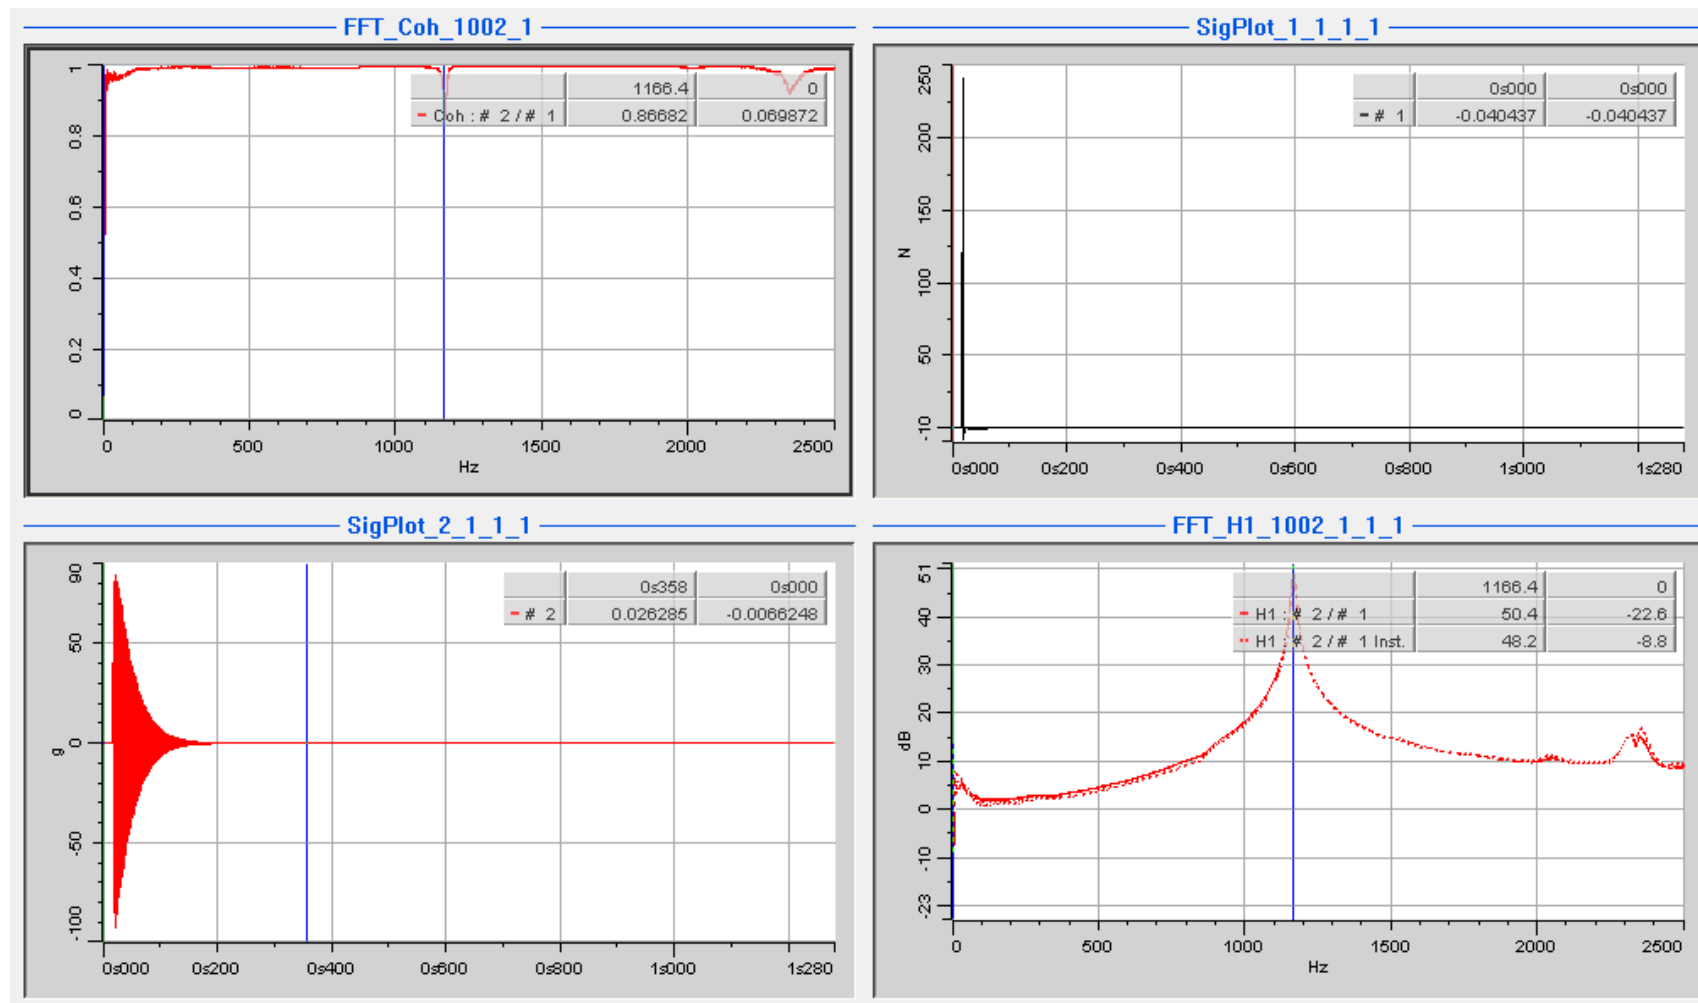 FFT_Coh_1002_1
1166.4 0
Coh : # 2 / # 1 0.86682 0.069872
1
0.8
0.6
0.4
0.2
0
0 500 1000 1500 2000 2500
Hz
SigPlot_1_1_1_1
0s000 0s000
# 1 -0.040437 -0.040437
250
200
150
N
100
50
-10
0s000 0s200 0s400 0s600 0s800 1s000 1s280
SigPlot_2_1_1_1
0s358 0s000
# 2 0.026285 -0.0066248
90
50
g
0
-50
-100
0s000 0s200 0s400 0s600 0s800 1s000 1s280
FFT_H1_1002_1_1_1
1166.4 0
H1 : # 2 / # 1 50.4 -22.6
H1 : # 2 / # 1 Inst. 48.2 -8.8
51
40
30
20
dB
10
0
-10
-23
0 500 1000 1500 2000 2500
Hz